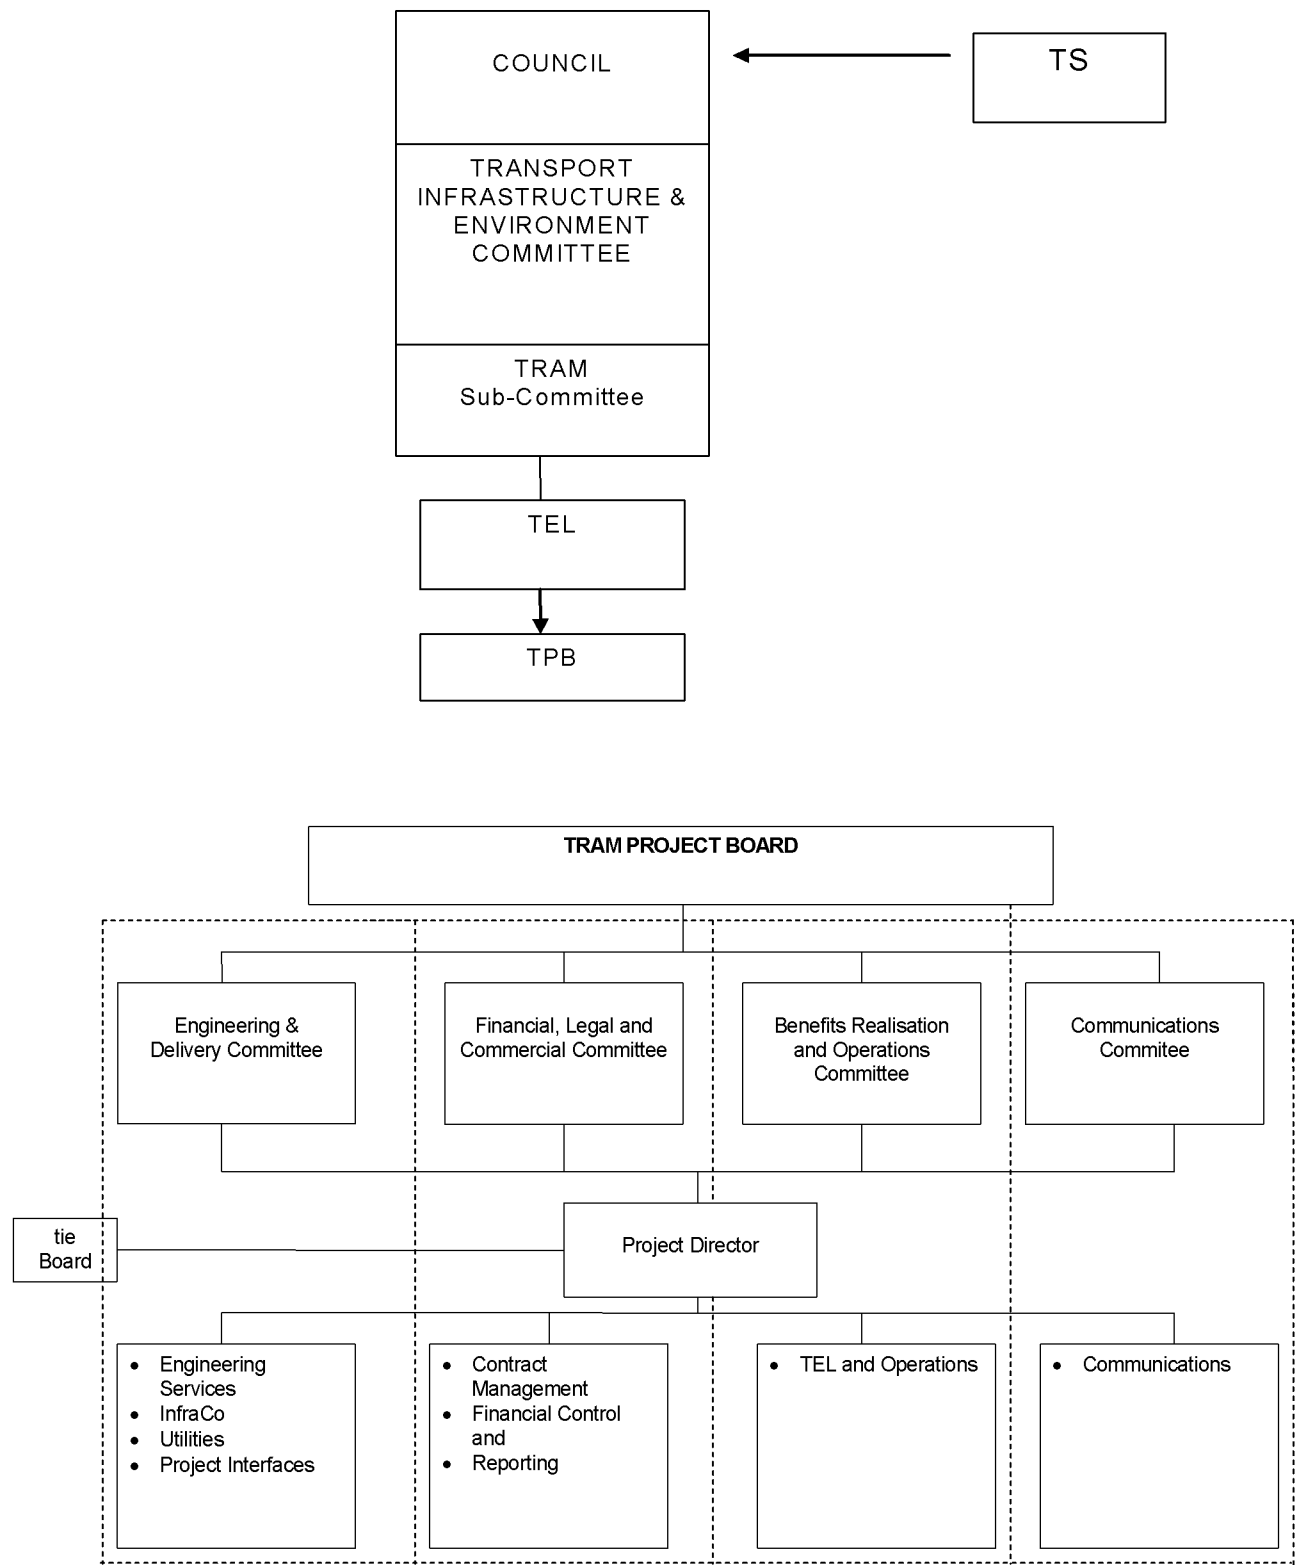 COUNCIL
TS
TRANSPORT
INFRASTRUCTURE &
ENVIRONMENT
COMMITTEE
TRAM
Sub-Committee
TEL
TPB
TRAM PROJECT BOARD
Engineering &
Delivery Committee
Financial, Legal and
Commercial Committee
Benefits Realisation
and Operations
Committee
Communications
Commitee
tie
Board
Project Director
• Engineering
Services
• InfraCo
• Utilities
• Project Interfaces
• Contract
Management
• Financial Control
and
• Reporting
• TEL and Operations
• Communications